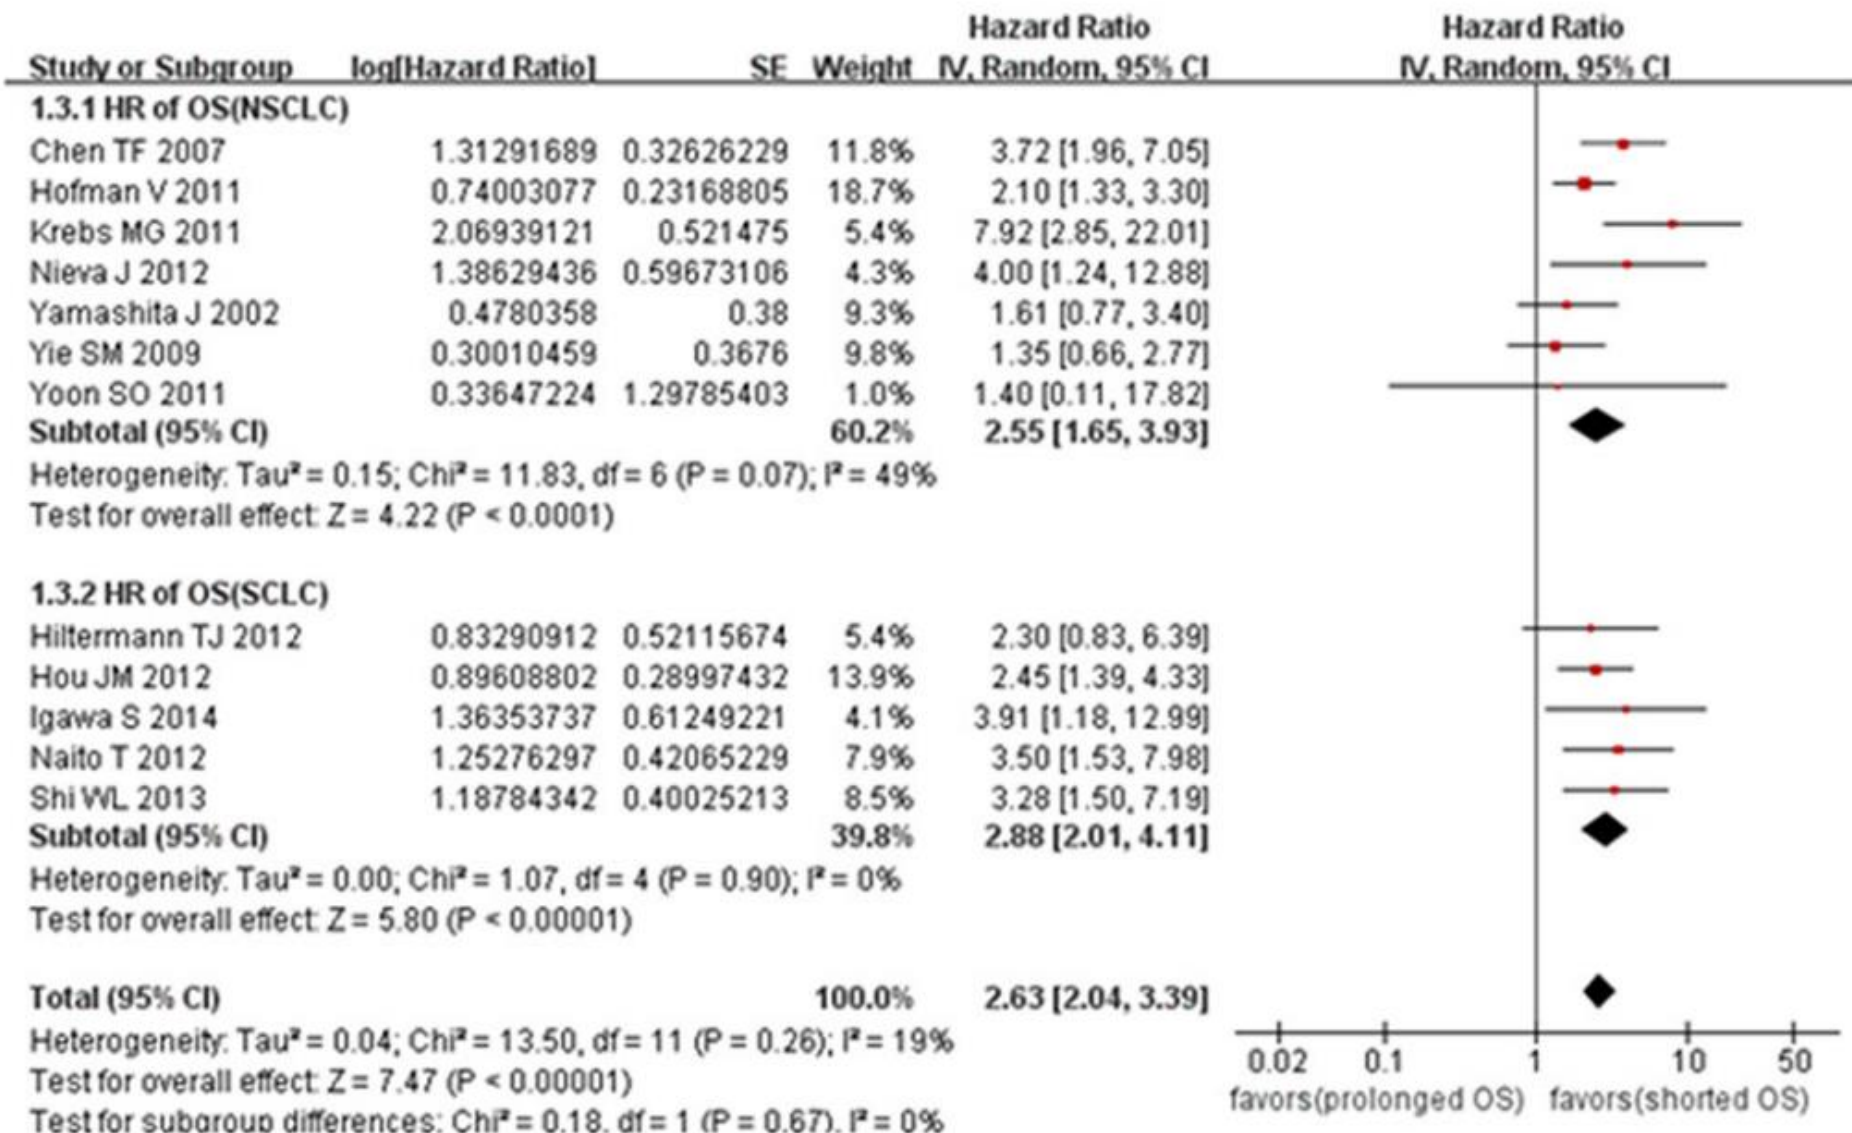 Hazard Ratio Hazard Ratio
Study or Subgroup log[Hazard Ratio] SE Weight IV, Random, 95% CI IV, Random, 95% CI
1.3.1 HR of OS(NSCLC)
Chen TF 2007 1.31291689 0.32626229 11.8% 3.72 [1.96, 7.05]
Hofman V 2011 0.74003077 0.23168805 18.7% 2.10 [1.33, 3.30]
Krebs MG 2011 2.06939121 0.521475 5.4% 7.92 [2.85, 22.01]
Nieva J 2012 1.38629436 0.59673106 4.3% 4.00 [1.24, 12.88]
Yamashita J 2002 0.4780358 0.38 9.3% 1.61 [0.77, 3.40]
Yie SM 2009 0.30010459 0.3676 9.8% 1.35 [0.66, 2.77]
Yoon SO 2011 0.33647224 1.29785403 1.0% 1.40 [0.11, 17.82]
Subtotal (95% CI) 60.2% 2.55 [1.65, 3.93]
Heterogeneity: Tau² = 0.15; Chi² = 11.83, df = 6 (P = 0.07); I² = 49%
Test for overall effect: Z = 4.22 (P < 0.0001)
1.3.2 HR of OS(SCLC)
Hiltermann TJ 2012 0.83290912 0.52115674 5.4% 2.30 [0.83, 6.39]
Hou JM 2012 0.89608802 0.28997432 13.9% 2.45 [1.39, 4.33]
Igawa S 2014 1.36353737 0.61249221 4.1% 3.91 [1.18, 12.99]
Naito T 2012 1.25276297 0.42065229 7.9% 3.50 [1.53, 7.98]
Shi WL 2013 1.18784342 0.40025213 8.5% 3.28 [1.50, 7.19]
Subtotal (95% CI) 39.8% 2.88 [2.01, 4.11]
Heterogeneity: Tau² = 0.00; Chi² = 1.07, df = 4 (P = 0.90); I² = 0%
Test for overall effect: Z = 5.80 (P < 0.00001)
Total (95% CI) 100.0% 2.63 [2.04, 3.39]
Heterogeneity: Tau² = 0.04; Chi² = 13.50, df = 11 (P = 0.26); I² = 19%
Test for overall effect: Z = 7.47 (P < 0.00001)
Test for subgroup differences: Chi² = 0.18, df = 1 (P = 0.67), I² = 0%
0.02 0.1 1 10 50
favors(prolonged OS) favors(shorted OS)